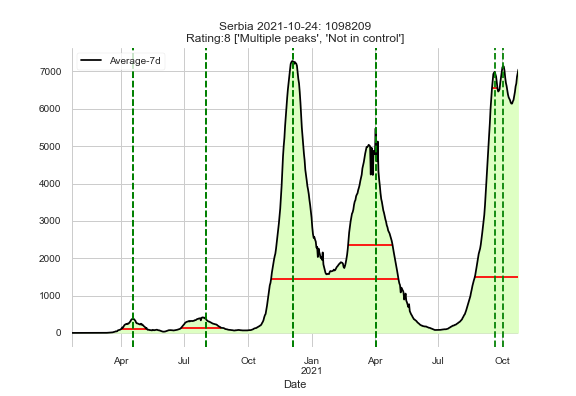 Serbia 2021-10-24: 1098209
Rating:8 ['Multiple peaks', 'Not in control']
Average-7d
7000
6000
5000
4000
3000
2000
1000
0
Apr Jul Oct Jan Apr Jul Oct
2021
Date